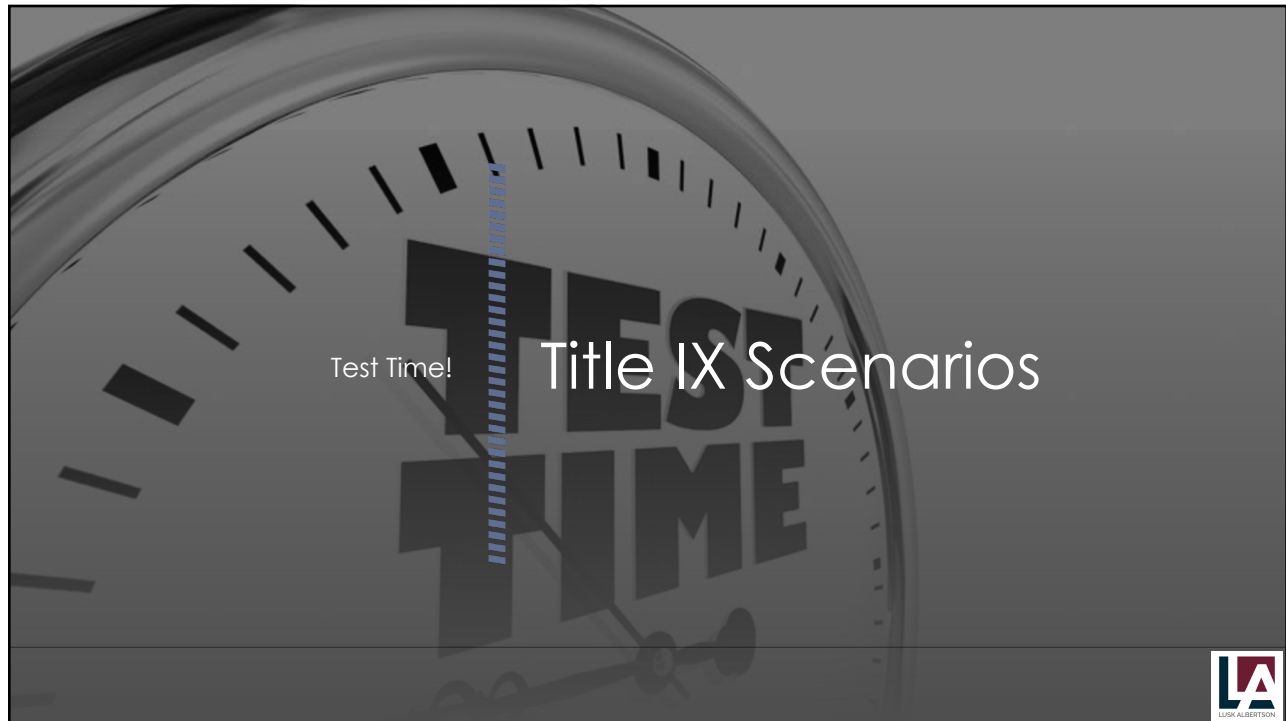 Test Time!
Title IX Scenarios
TEST
TIME
LA
LUSK ALBERTSON